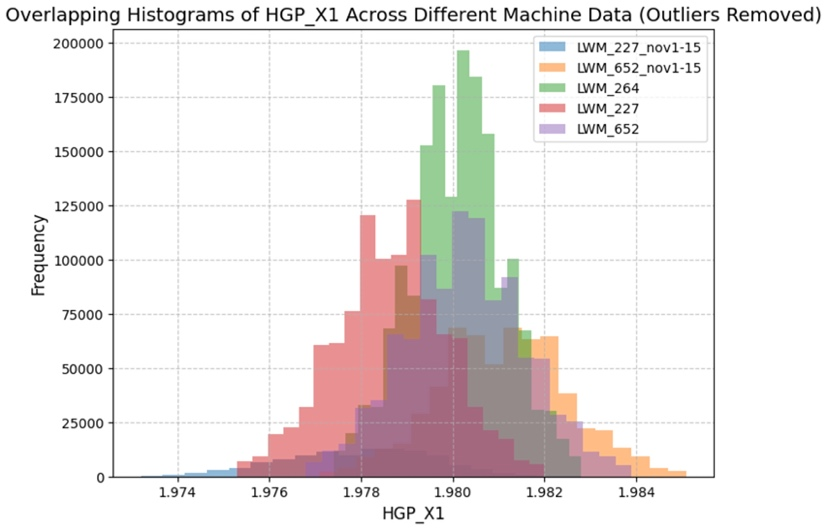 Overlapping Histograms of HGP_X1 Across Different Machine Data (Outliers Removed)
LWM_227_nov1-15
LWM_652_nov1-15
LWM_264
LWM_227
LWM_652
Frequency
200000
175000
150000
125000
100000
75000
50000
25000
0
1.974 1.976 1.978 1.980 1.982 1.984
HGP_X1